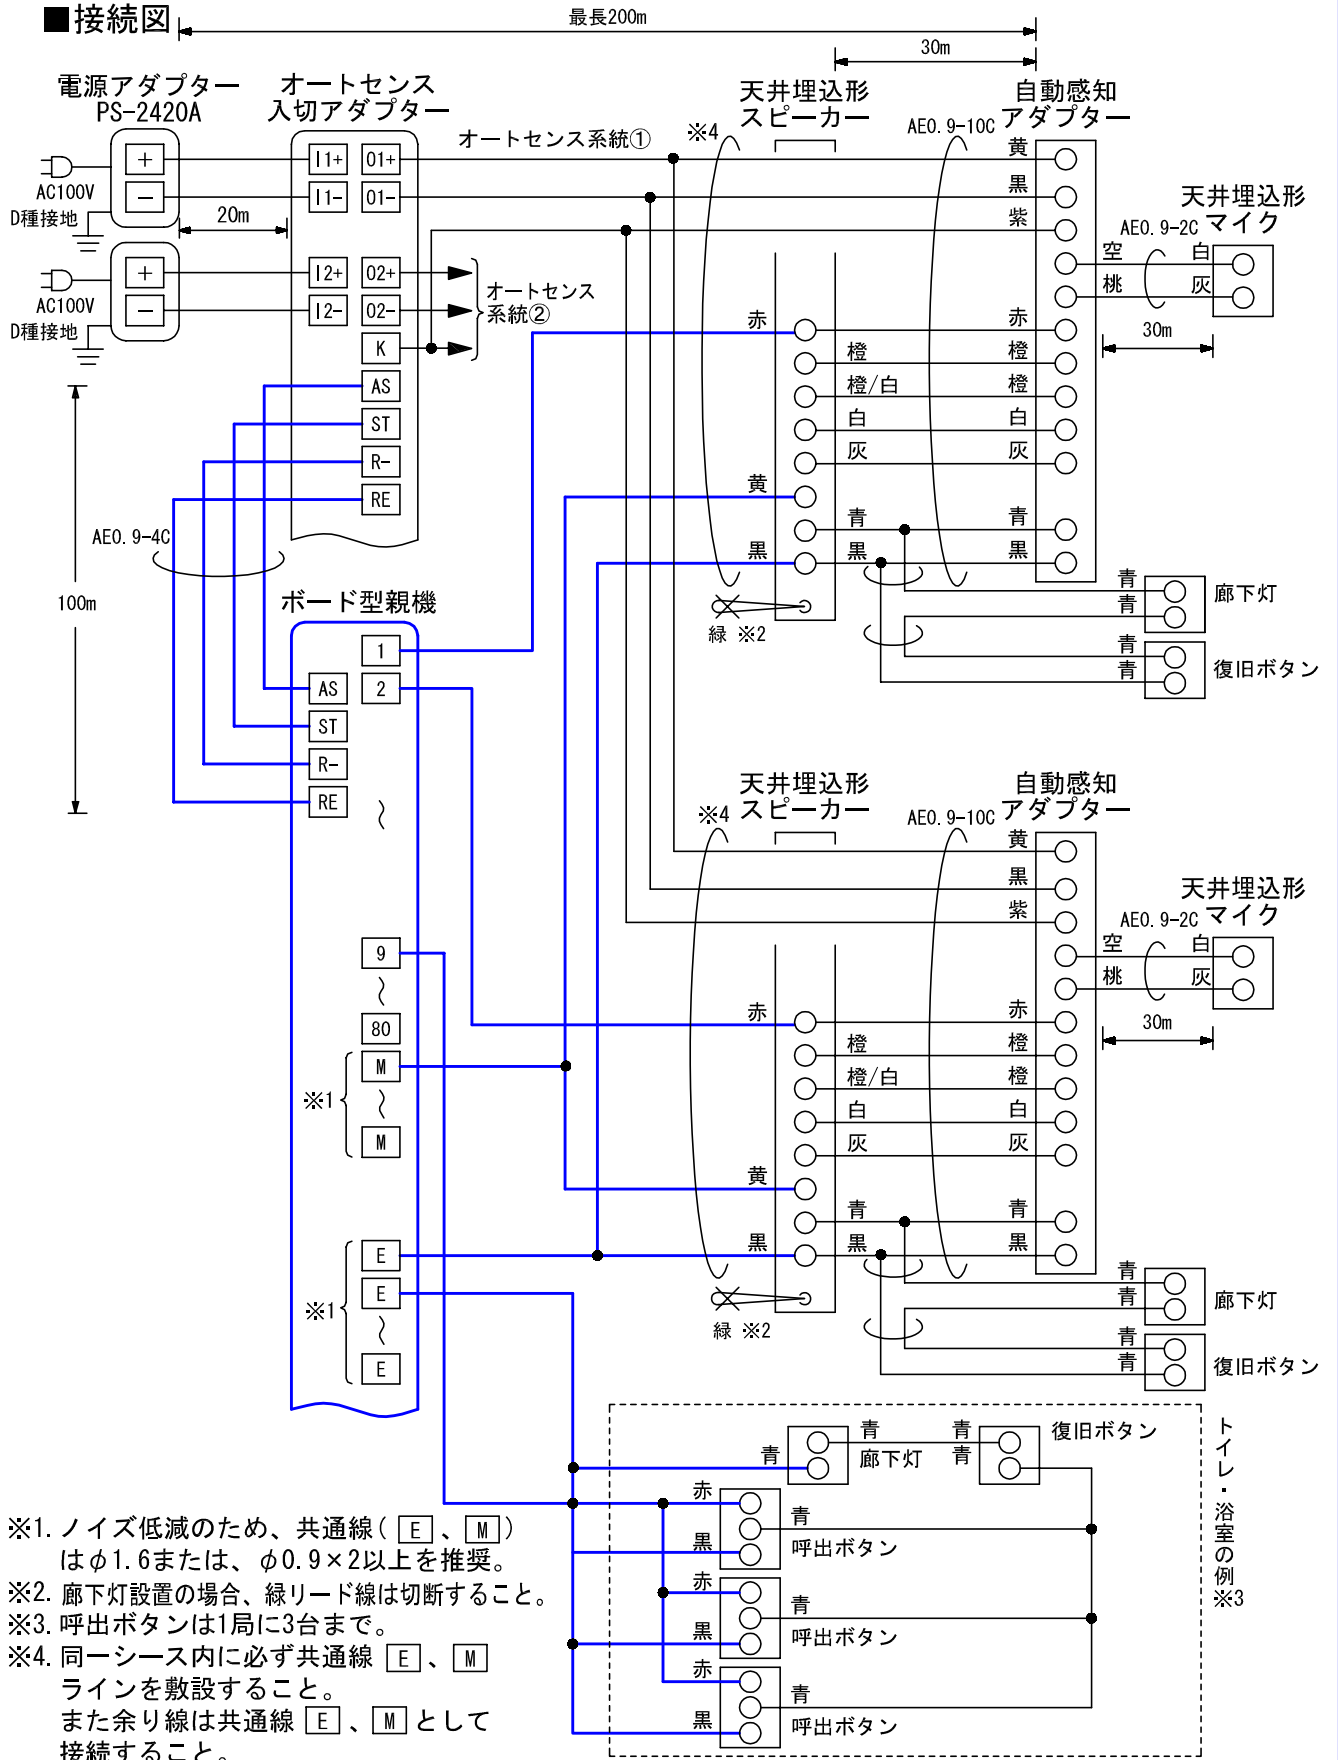 ■接続図
最長200m
30m
電源アダプター
PS-2420A
オートセンス
入切アダプター
天井埋込形
スピーカー
自動感知
アダプター
オートセンス系統①
※4
AE0.9-10C
AC100V
D種接地
+
−
20m
I1+
O1+
I1-
O1-
AC100V
D種接地
+
−
I2+
O2+
I2-
O2-
K
AS
ST
R-
RE
オートセンス
系統②
黄
黒
紫
空
桃
AE0.9-2C
天井埋込形
マイク
白
灰
30m
赤
橙
橙/白
白
灰
黄
青
黒
黒
赤
橙
橙
白
灰
青
黒
緑 ※2
青
青
廊下灯
青
青
復旧ボタン
AE0.9-4C
100m
ボード型親機
1
2
AS
ST
R-
RE
〜
9
〜
80
※1
M
〜
M
※1
E
E
〜
E
天井埋込形
スピーカー
自動感知
アダプター
※4
AE0.9-10C
黄
黒
紫
空
桃
AE0.9-2C
天井埋込形
マイク
白
灰
30m
赤
橙
橙/白
白
灰
黄
青
黒
黒
赤
橙
橙
白
灰
青
黒
緑 ※2
青
青
廊下灯
青
青
復旧ボタン
青
青
廊下灯
青
青
復旧ボタン
赤
黒
青
呼出ボタン
赤
黒
青
呼出ボタン
赤
黒
青
呼出ボタン
トイレ・浴室の例
※3
※1. ノイズ低減のため、共通線( E 、 M )
はφ1.6または、φ0.9×2以上を推奨。
※2. 廊下灯設置の場合、緑リード線は切断すること。
※3. 呼出ボタンは1局に3台まで。
※4. 同一シース内に必ず共通線 E 、 M
ラインを敷設すること。
また余り線は共通線 E 、 M として
接続すること。